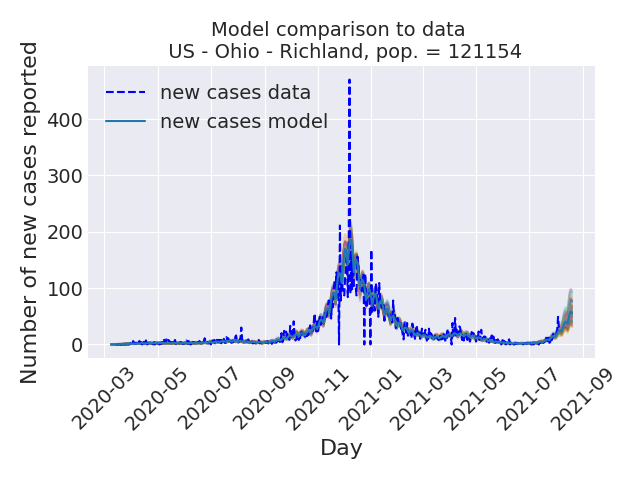 Model comparison to data
US - Ohio - Richland, pop. = 121154
Number of new cases reported
new cases data
new cases model
400
300
200
100
0
2020-03
2020-05
2020-07
2020-09
2020-11
2021-01
2021-03
2021-05
2021-07
2021-09
Day